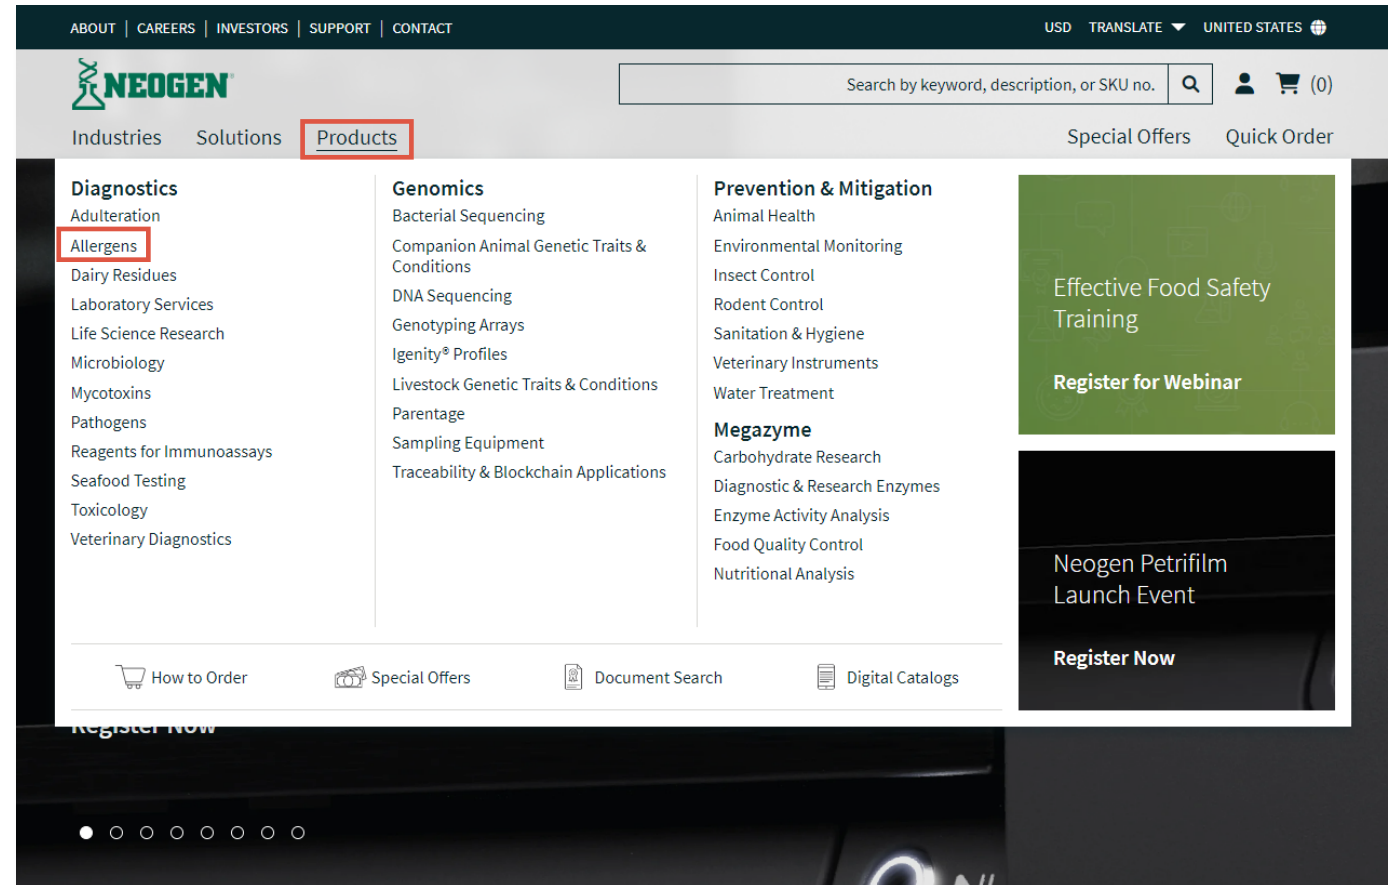 ABOUT | CAREERS | INVESTORS | SUPPORT | CONTACT
USD TRANSLATE UNITED STATES
NEOGEN
Search by keyword, description, or SKU no.
(0)
Industries Solutions Products
Special Offers Quick Order
Diagnostics
Adulteration
Allergens
Dairy Residues
Laboratory Services
Life Science Research
Microbiology
Mycotoxins
Pathogens
Reagents for Immunoassays
Seafood Testing
Toxicology
Veterinary Diagnostics
Genomics
Bacterial Sequencing
Companion Animal Genetic Traits &
Conditions
DNA Sequencing
Genotyping Arrays
Igenity® Profiles
Livestock Genetic Traits & Conditions
Parentage
Sampling Equipment
Traceability & Blockchain Applications
Prevention & Mitigation
Animal Health
Environmental Monitoring
Insect Control
Rodent Control
Sanitation & Hygiene
Veterinary Instruments
Water Treatment
Megazyme
Carbohydrate Research
Diagnostic & Research Enzymes
Enzyme Activity Analysis
Food Quality Control
Nutritional Analysis
Effective Food Safety
Training
Register for Webinar
Neogen Petrifilm
Launch Event
Register Now
How to Order
Special Offers
Document Search
Digital Catalogs
Register Now